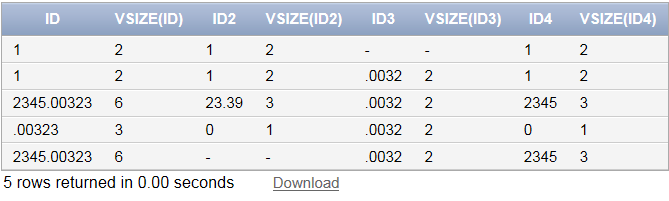 ID VSIZE(ID) ID2 VSIZE(ID2) ID3 VSIZE(ID3) ID4 VSIZE(ID4)
1 2 1 2 - - 1 2
1 2 1 2 .0032 2 1 2
2345.00323 6 23.39 3 .0032 2 2345 3
.00323 3 0 1 .0032 2 0 1
2345.00323 6 - - .0032 2 2345 3
5 rows returned in 0.00 seconds Download